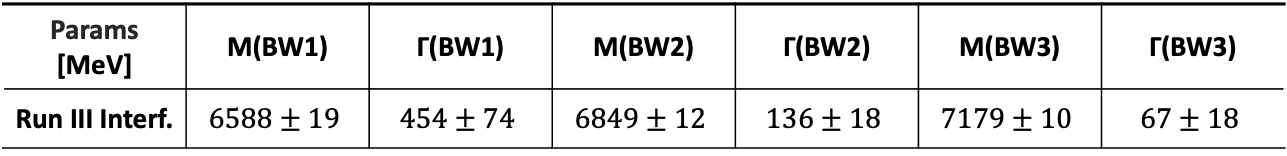 Params
[MeV]
M(BW1) Γ(BW1) M(BW2) Γ(BW2) M(BW3) Γ(BW3)
Run III Interf. 6588 ± 19 454 ± 74 6849 ± 12 136 ± 18 7179 ± 10 67 ± 18